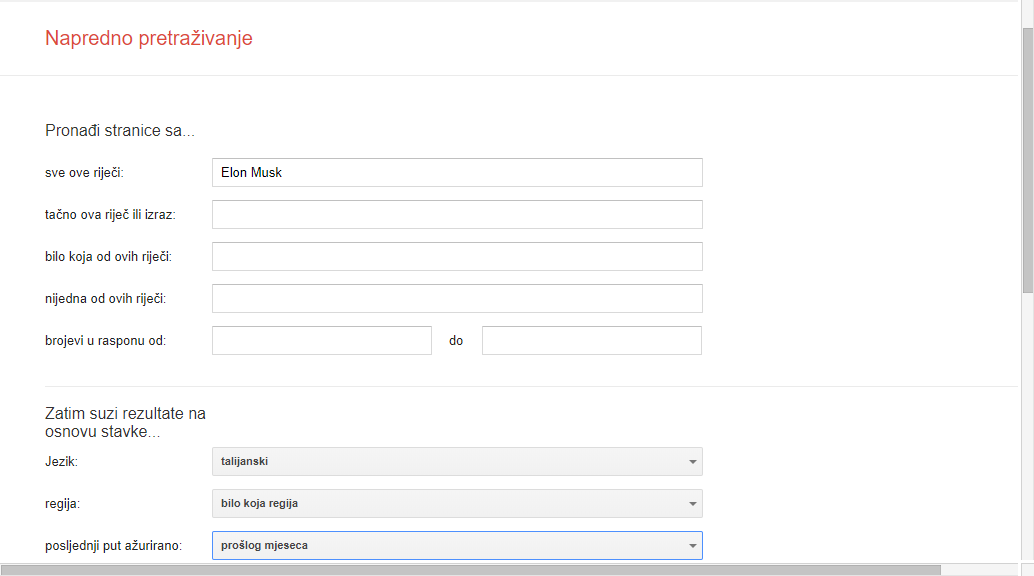 Napredno pretraživanje
Pronađi stranice sa...
sve ove riječi:
Elon Musk
tačno ova riječ ili izraz:
bilo koja od ovih riječi:
nijedna od ovih riječi:
brojevi u rasponu od:
do
Zatim suzi rezultate na
osnovu stavke...
Jezik:
talijanski
regija:
bilo koja regija
posljednji put ažurirano:
prošlog mjeseca